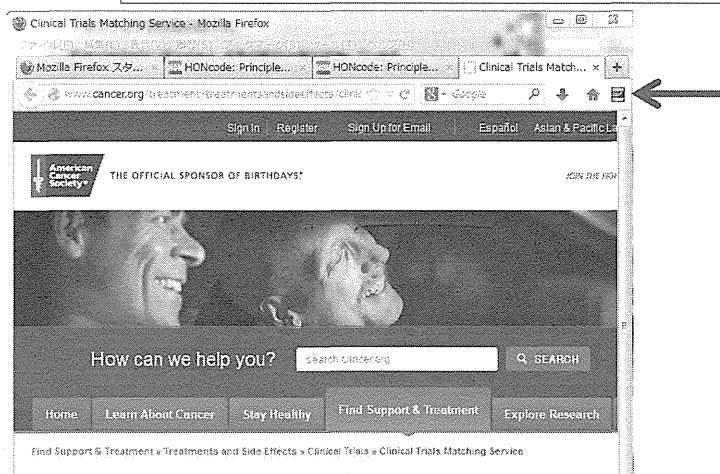 Clinical Trials Matching Service - Mozilla Firefox
Mozilla Firefox スタ... × HONcode: Principle... × HONcode: Principle... × Clinical Trials Match... × +
www.cancer.org/treatment/treatmentsandsideeffects/clinic Google
Sign In Register Sign Up for Email Español Asian & Pacific La
American Cancer Society® THE OFFICIAL SPONSOR OF BIRTHDAYS.® JOIN THE FIGH
How can we help you? search cancer.org SEARCH
Home Learn About Cancer Stay Healthy Find Support & Treatment Explore Research
Find Support & Treatment » Treatments and Side Effects » Clinical Trials » Clinical Trials Matching Service